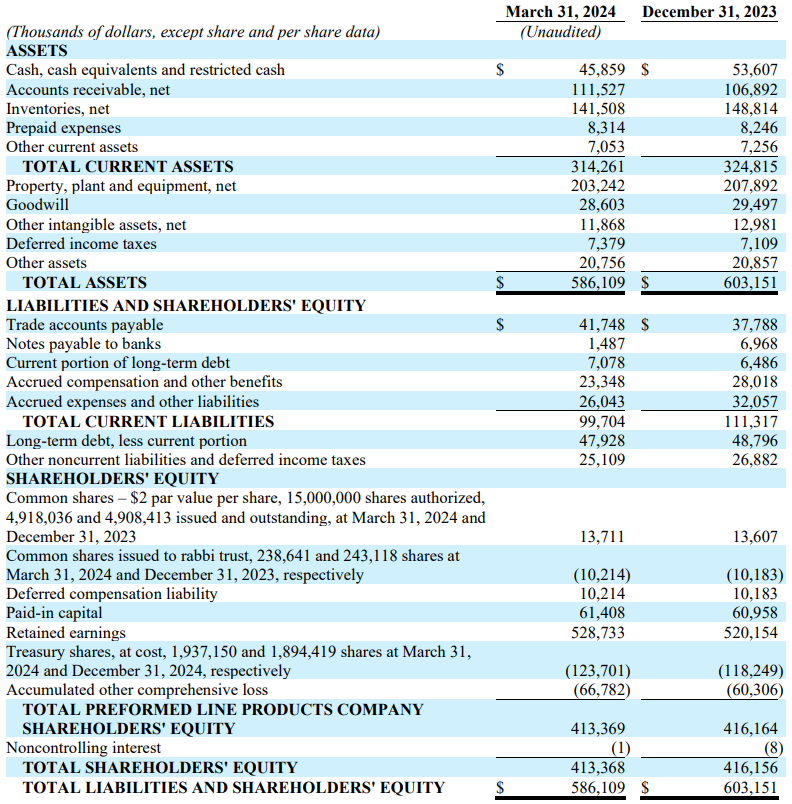 March 31, 2024 December 31, 2023
(Thousands of dollars, except share and per share data) (Unaudited)
ASSETS
Cash, cash equivalents and restricted cash $ 45,859 $ 53,607
Accounts receivable, net 111,527 106,892
Inventories, net 141,508 148,814
Prepaid expenses 8,314 8,246
Other current assets 7,053 7,256
TOTAL CURRENT ASSETS 314,261 324,815
Property, plant and equipment, net 203,242 207,892
Goodwill 28,603 29,497
Other intangible assets, net 11,868 12,981
Deferred income taxes 7,379 7,109
Other assets 20,756 20,857
TOTAL ASSETS $ 586,109 $ 603,151
LIABILITIES AND SHAREHOLDERS' EQUITY
Trade accounts payable $ 41,748 $ 37,788
Notes payable to banks 1,487 6,968
Current portion of long-term debt 7,078 6,486
Accrued compensation and other benefits 23,348 28,018
Accrued expenses and other liabilities 26,043 32,057
TOTAL CURRENT LIABILITIES 99,704 111,317
Long-term debt, less current portion 47,928 48,796
Other noncurrent liabilities and deferred income taxes 25,109 26,882
SHAREHOLDERS' EQUITY
Common shares – $2 par value per share, 15,000,000 shares authorized,
4,918,036 and 4,908,413 issued and outstanding, at March 31, 2024 and
December 31, 2023 13,711 13,607
Common shares issued to rabbi trust, 238,641 and 243,118 shares at
March 31, 2024 and December 31, 2023, respectively (10,214) (10,183)
Deferred compensation liability 10,214 10,183
Paid-in capital 61,408 60,958
Retained earnings 528,733 520,154
Treasury shares, at cost, 1,937,150 and 1,894,419 shares at March 31,
2024 and December 31, 2024, respectively (123,701) (118,249)
Accumulated other comprehensive loss (66,782) (60,306)
TOTAL PREFORMED LINE PRODUCTS COMPANY
SHAREHOLDERS' EQUITY 413,369 416,164
Noncontrolling interest (1) (8)
TOTAL SHAREHOLDERS' EQUITY 413,368 416,156
TOTAL LIABILITIES AND SHAREHOLDERS' EQUITY $ 586,109 $ 603,151